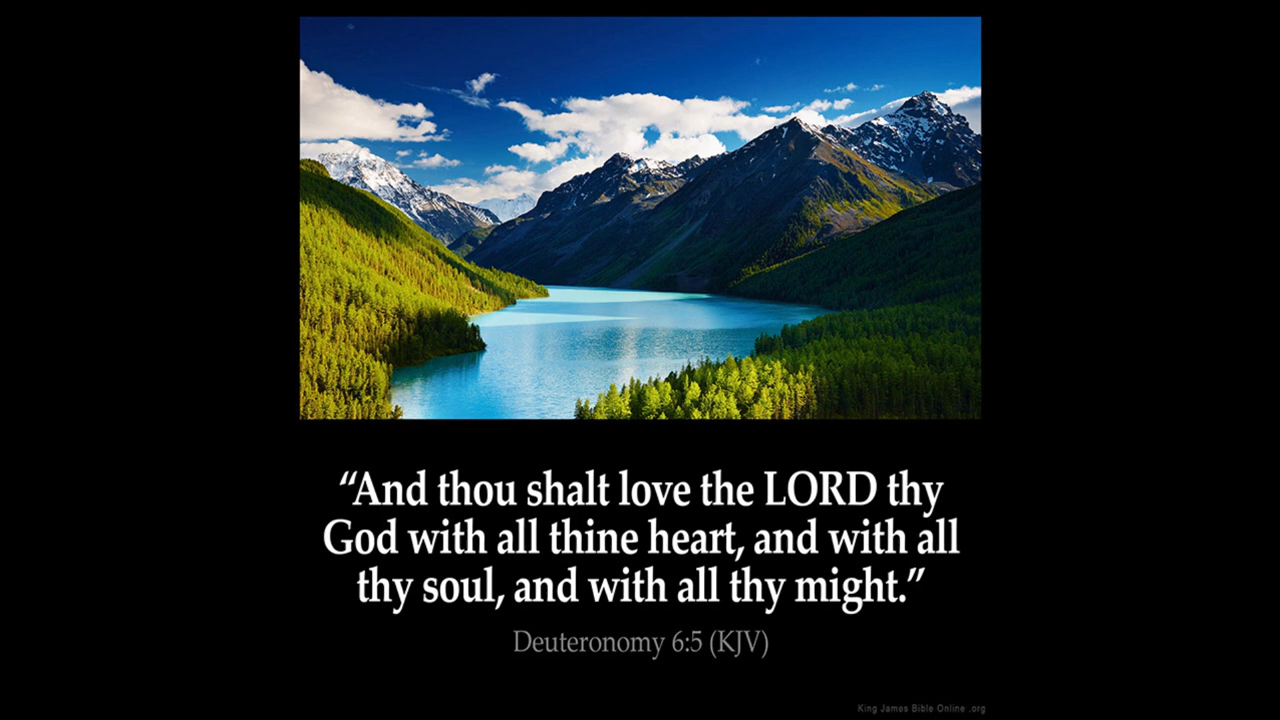 “And thou shalt love the LORD thy
God with all thine heart, and with all
thy soul, and with all thy might.”
Deuteronomy 6:5 (KJV)
King James Bible Online .org